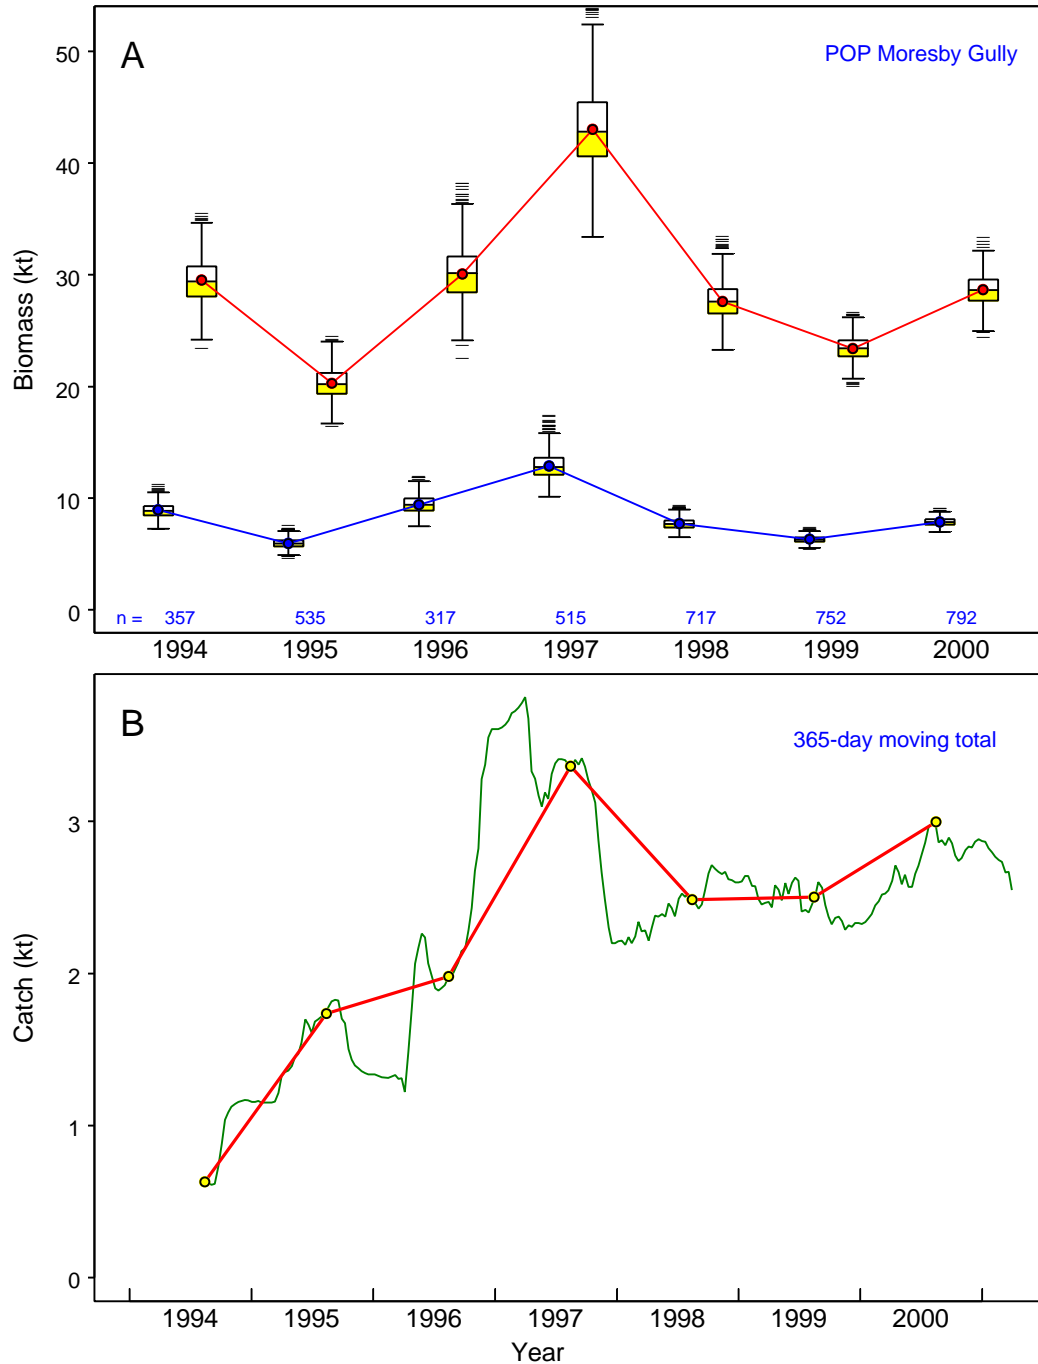 A
POP Moresby Gully
50
40
30
20
10
0
Biomass (kt)
n = 357 535 317 515 717 752 792
1994 1995 1996 1997 1998 1999 2000
B
365-day moving total
3
2
1
0
Catch (kt)
1994 1995 1996 1997 1998 1999 2000
Year